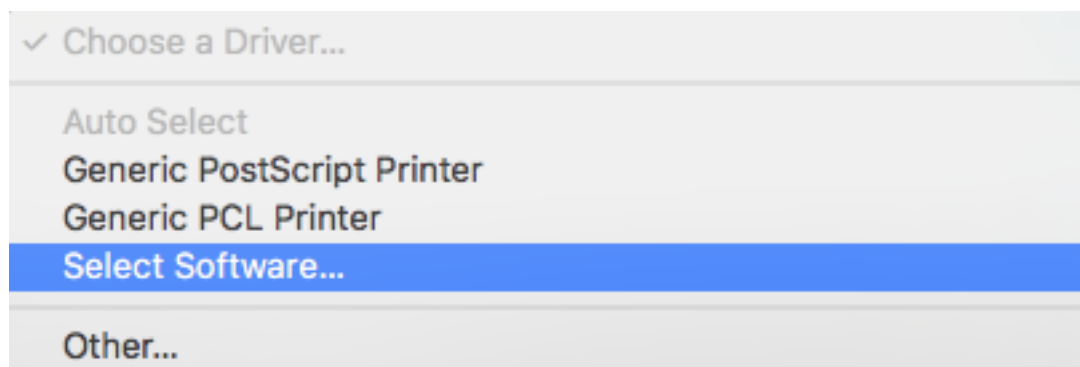 Choose a Driver...
Auto Select
Generic PostScript Printer
Generic PCL Printer
Select Software...
Other...